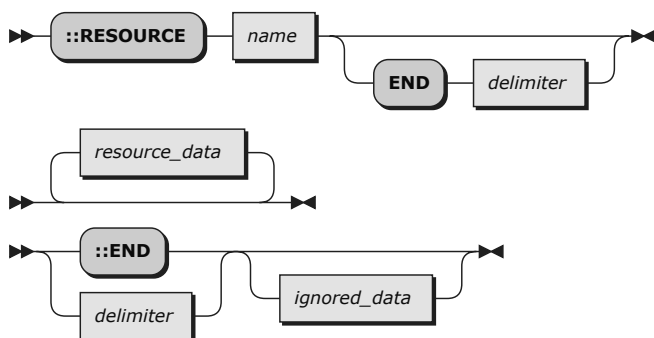 ::RESOURCE name
END delimiter
resource_data
::END
delimiter ignored_data